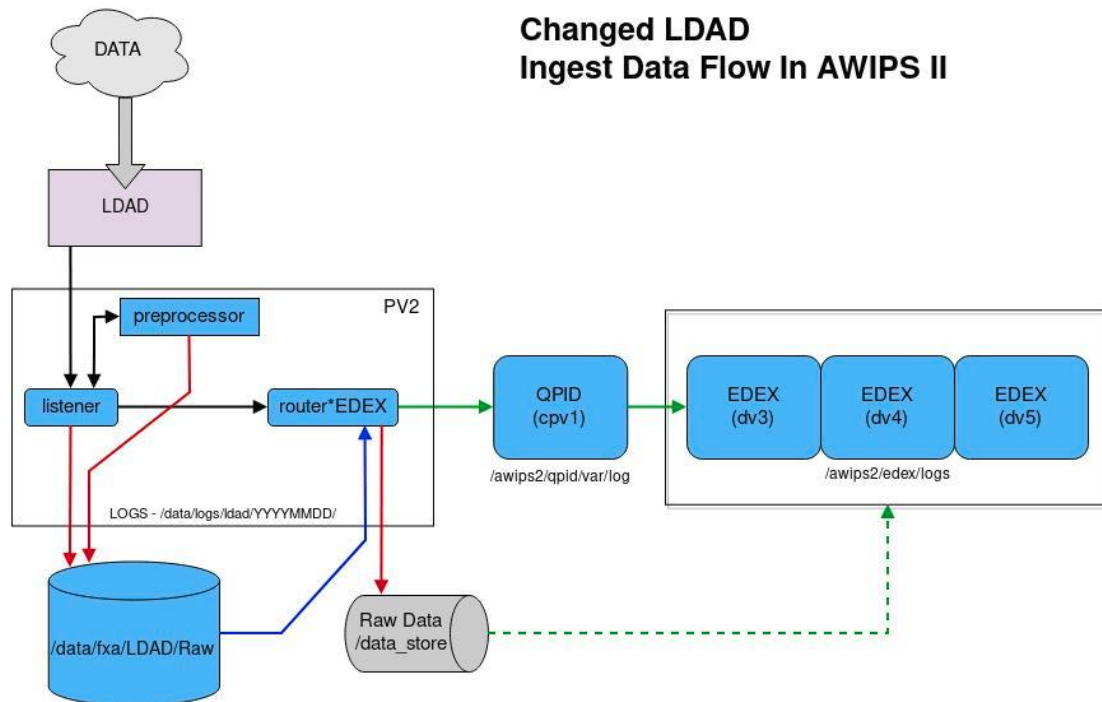 Changed LDAD
Ingest Data Flow In AWIPS II
DATA
LDAD
PV2
preprocessor
listener
router*EDEX
LOGS - /data/logs/ldad/YYYYMMDD/
QPID
(cpv1)
/awips2/qpid/var/log
EDEX
(dv3)
EDEX
(dv4)
EDEX
(dv5)
/awips2/edex/logs
/data/fxa/LDAD/Raw
Raw Data
/data_store